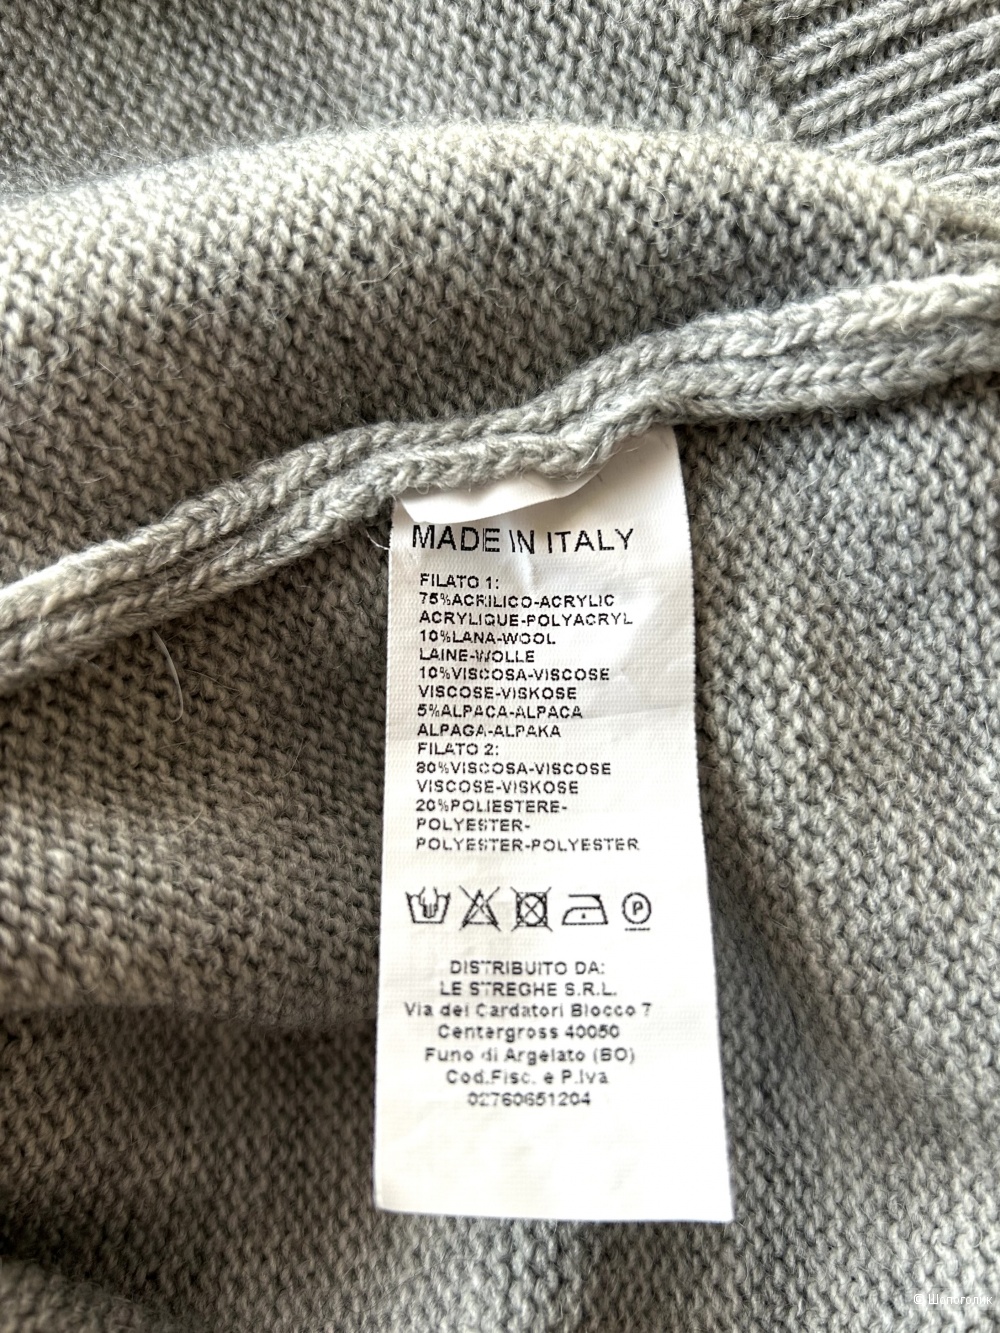 MADE IN ITALY
FILATO 1:
75%ACRILICO-ACRYLIC
ACRYLIQUE-POLYACRYL
10%LANA-WOOL
LAINE-WOLLE
10%VISCOSA-VISCOSE
VISCOSE-VISKOSE
5%ALPACA-ALPACA
ALPAGA-ALPAKA
FILATO 2:
80%VISCOSA-VISCOSE
VISCOSE-VISKOSE
20%POLIESTERE-
POLYESTER-
POLYESTER-POLYESTER
P
DISTRIBUITO DA:
LE STREGHE S.R.L.
Via dei Cardatori Blocco 7
Centergross 40050
Funo di Argelato (BO)
Cod.Fisc. e P.Iva
02760651204
© Шопоголик